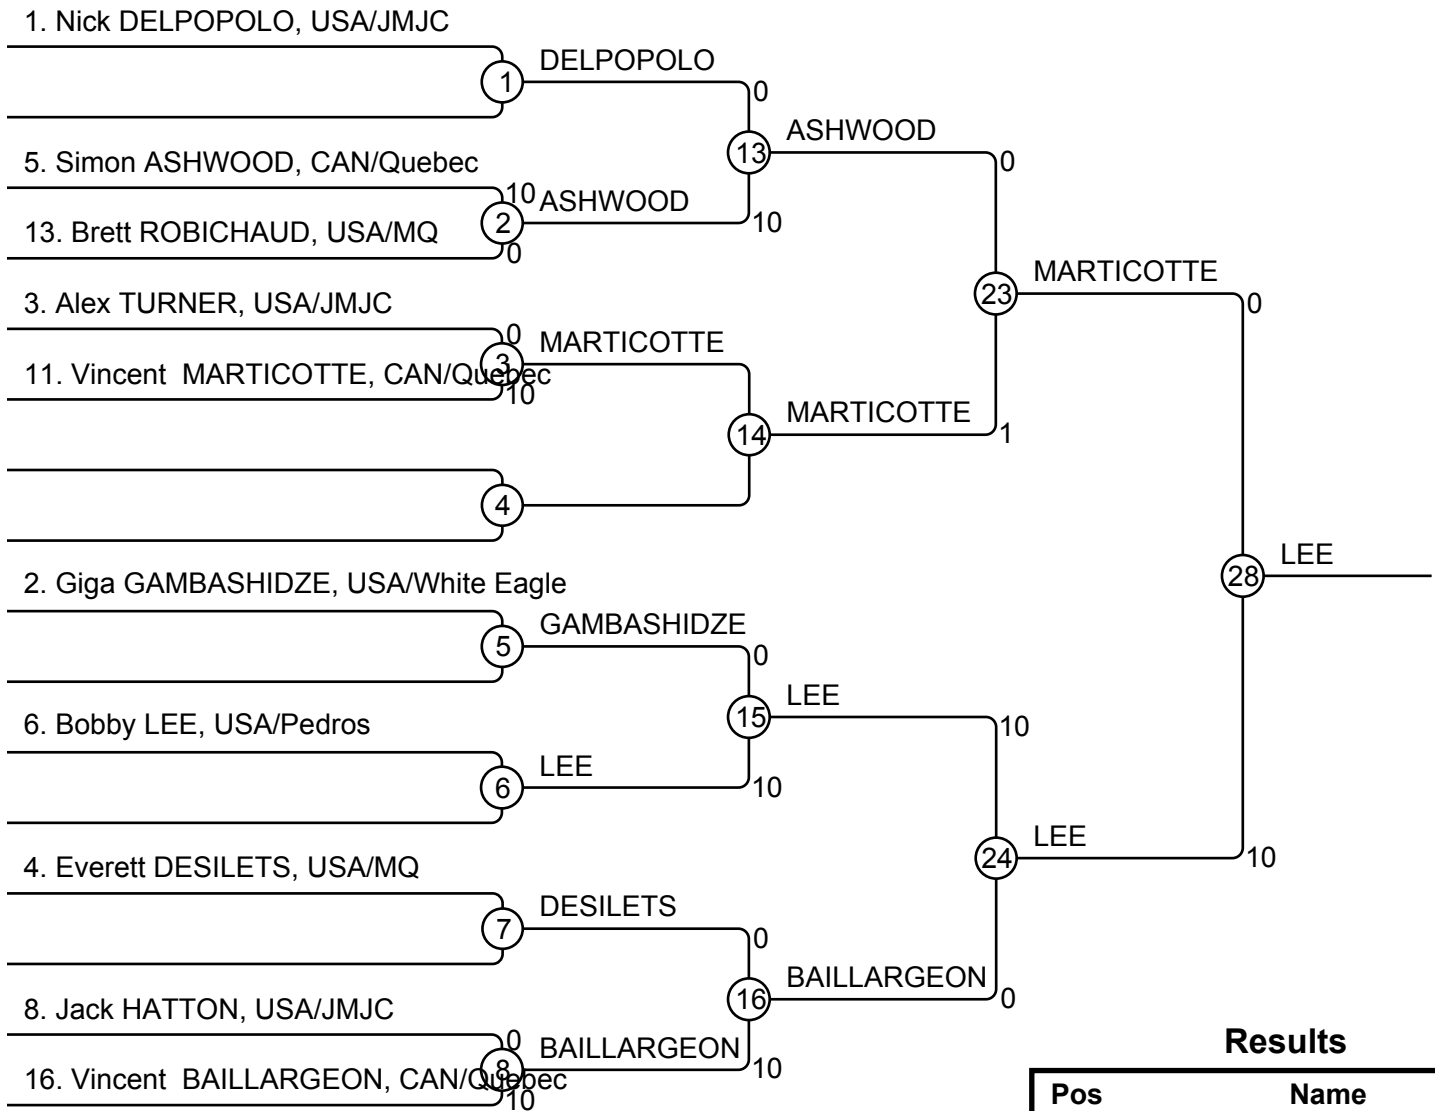 1. Nick DELPOPOLO, USA/JMJC
DELPOPOLO
1
0
ASHWOOD
13
0
5. Simon ASHWOOD, CAN/Quebec
10
ASHWOOD
2
10
13. Brett ROBICHAUD, USA/MQ
0
MARTICOTTE
23
0
3. Alex TURNER, USA/JMJC
0
MARTICOTTE
3
11. Vincent  MARTICOTTE, CAN/Quebec
10
MARTICOTTE
14
1
4
LEE
28
2. Giga GAMBASHIDZE, USA/White Eagle
GAMBASHIDZE
5
0
LEE
15
10
6. Bobby LEE, USA/Pedros
LEE
6
10
LEE
24
10
4. Everett DESILETS, USA/MQ
DESILETS
7
0
BAILLARGEON
16
0
8. Jack HATTON, USA/JMJC
0
BAILLARGEON
8
10
16. Vincent  BAILLARGEON, CAN/Quebec
10
Results
Pos Name